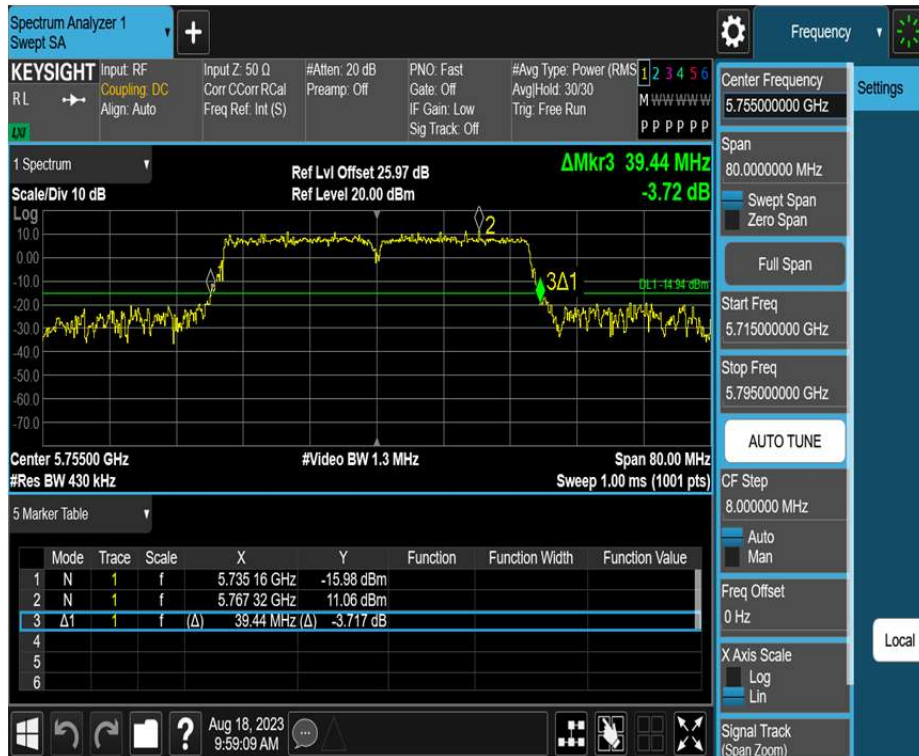 Spectrum Analyzer 1
Swept SA
+
Frequency
KEYSIGHT
RL
LXI
Input: RF
Coupling: DC
Align: Auto
Input Z: 50 Ω
Corr CCorr RCal
Freq Ref: Int (S)
#Atten: 20 dB
Preamp: Off
PNO: Fast
Gate: Off
IF Gain: Low
Sig Track: Off
#Avg Type: Power (RMS
Avg|Hold: 30/30
Trig: Free Run
1 2 3 4 5 6
M W W W W W
P P P P P P
1 Spectrum
Scale/Div 10 dB
Ref Lvl Offset 25.97 dB
Ref Level 20.00 dBm
ΔMkr3 39.44 MHz
-3.72 dB
Log
10.0
0.00
-10.0
-20.0
-30.0
-40.0
-50.0
-60.0
-70.0
2
3Δ1
DL1 -14.94 dBm
Center 5.75500 GHz
#Video BW 1.3 MHz
Span 80.00 MHz
#Res BW 430 kHz
Sweep 1.00 ms (1001 pts)
5 Marker Table
Mode Trace Scale X Y Function Function Width Function Value
1 N 1 f 5.735 16 GHz -15.98 dBm
2 N 1 f 5.767 32 GHz 11.06 dBm
3 Δ1 1 f (Δ) 39.44 MHz (Δ) -3.717 dB
4
5
6
Aug 18, 2023
9:59:09 AM
?
Center Frequency
5.755000000 GHz
Span
80.0000000 MHz
Swept Span
Zero Span
Full Span
Start Freq
5.715000000 GHz
Stop Freq
5.795000000 GHz
AUTO TUNE
CF Step
8.000000 MHz
Auto
Man
Freq Offset
0 Hz
X Axis Scale
Log
Lin
Signal Track
(Span Zoom)
Settings
Local